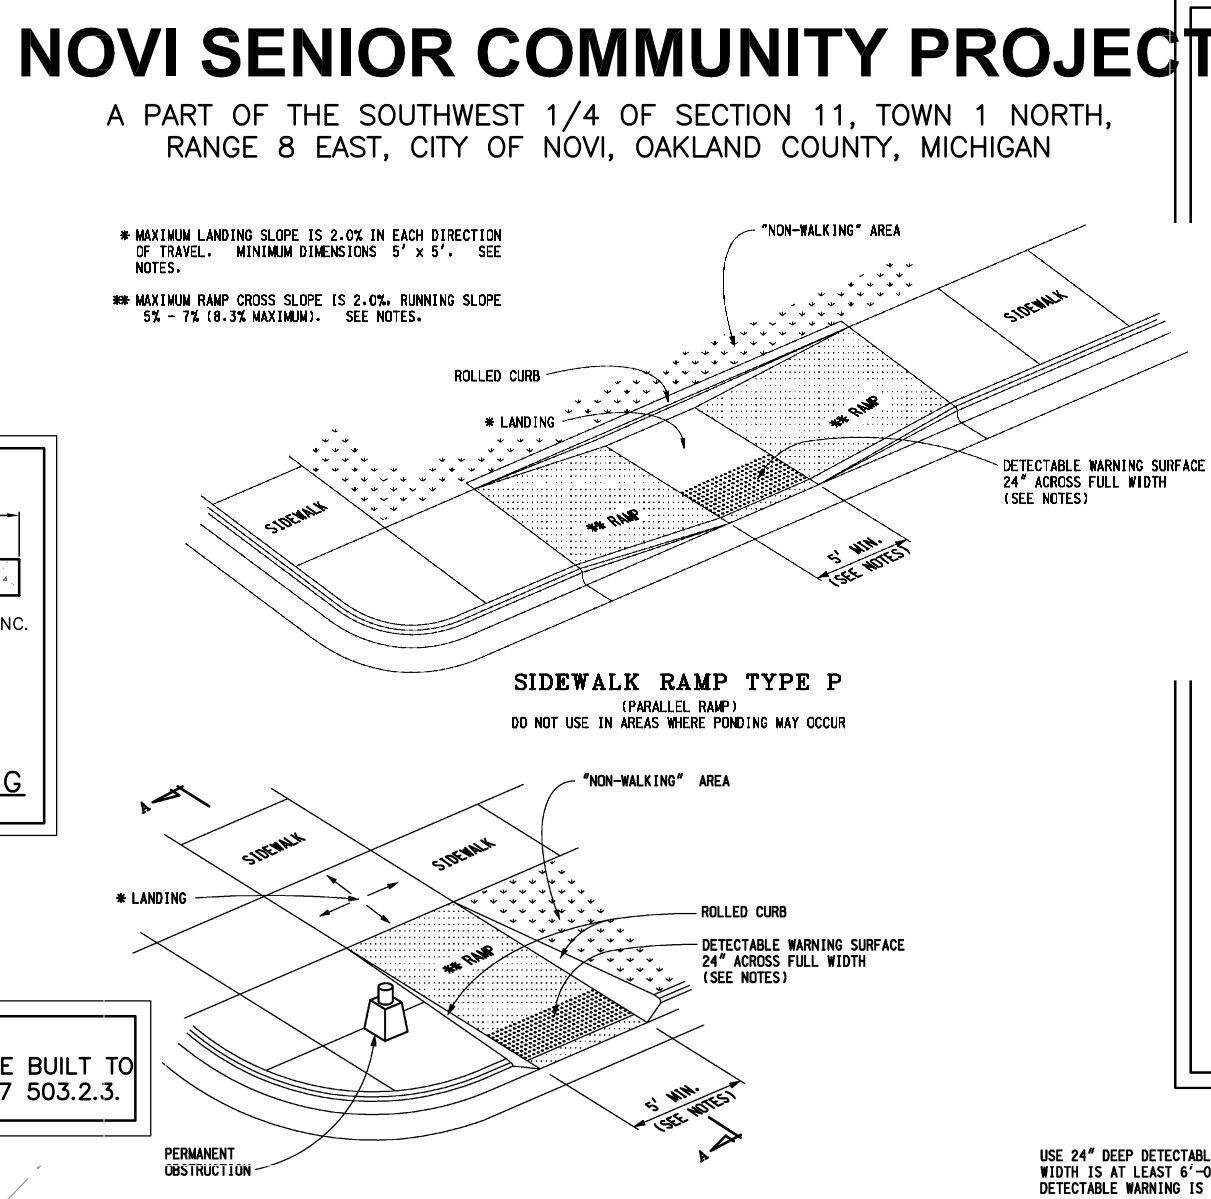 NOVI SENIOR COMMUNITY PROJECT
A PART OF THE SOUTHWEST 1/4 OF SECTION 11, TOWN 1 NORTH,
RANGE 8 EAST, CITY OF NOVI, OAKLAND COUNTY, MICHIGAN
* MAXIMUM LANDING SLOPE IS 2.0% IN EACH DIRECTION
OF TRAVEL. MINIMUM DIMENSIONS 5' x 5'. SEE
NOTES.
** MAXIMUM RAMP CROSS SLOPE IS 2.0%. RUNNING SLOPE
5% - 7% (8.3% MAXIMUM). SEE NOTES.
"NON-WALKING" AREA
SIDEWALK
ROLLED CURB
* LANDING
** RAMP
DETECTABLE WARNING SURFACE
24" ACROSS FULL WIDTH
(SEE NOTES)
SIDEWALK
** RAMP
5' MIN.
(SEE NOTES)
NC.
SIDEWALK RAMP TYPE P
(PARALLEL RAMP)
DO NOT USE IN AREAS WHERE PONDING MAY OCCUR
G
"NON-WALKING" AREA
A
SIDEWALK
SIDEWALK
* LANDING
ROLLED CURB
DETECTABLE WARNING SURFACE
24" ACROSS FULL WIDTH
(SEE NOTES)
** RAMP
E BUILT TO
7 503.2.3.
5' MIN.
(SEE NOTES)
A
PERMANENT
OBSTRUCTION
USE 24" DEEP DETECTABL
WIDTH IS AT LEAST 6'-0
DETECTABLE WARNING IS